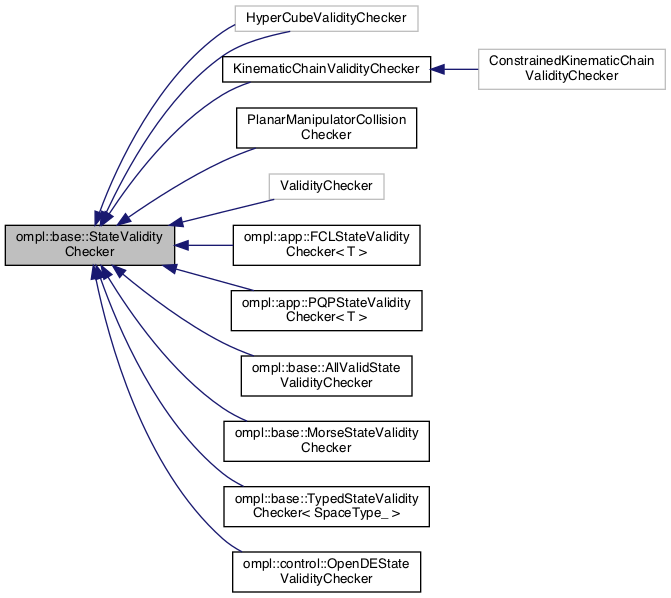 HyperCubeValidityChecker
KinematicChainValidityChecker
ConstrainedKinematicChain
ValidityChecker
PlanarManipulatorCollision
Checker
ValidityChecker
ompl::base::StateValidity
Checker
ompl::app::FCLStateValidity
Checker< T >
ompl::app::PQPStateValidity
Checker< T >
ompl::base::AllValidState
ValidityChecker
ompl::base::MorseStateValidity
Checker
ompl::base::TypedStateValidity
Checker< SpaceType_ >
ompl::control::OpenDEState
ValidityChecker